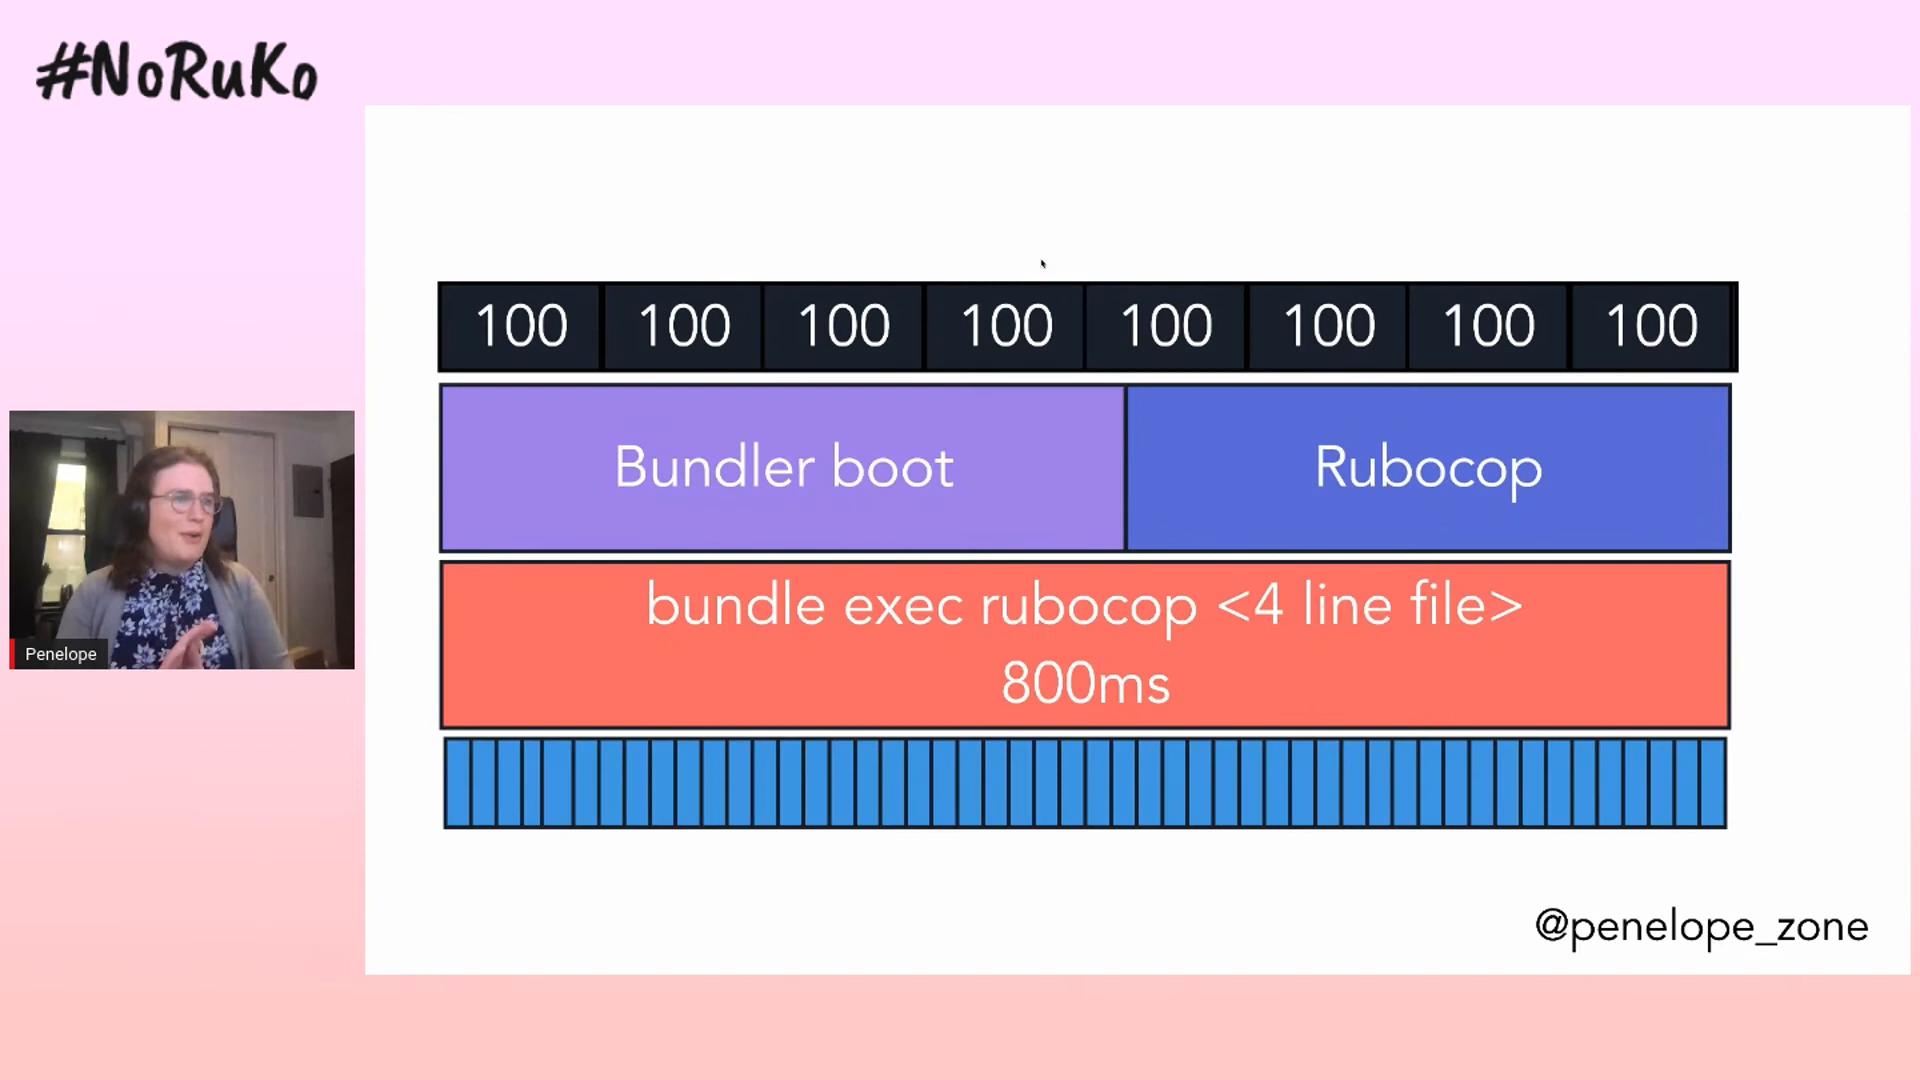 #NoRuKo
100 100 100 100 100 100 100 100
Bundler boot Rubocop
bundle exec rubocop <4 line file>
800ms
Penelope
@penelope_zone